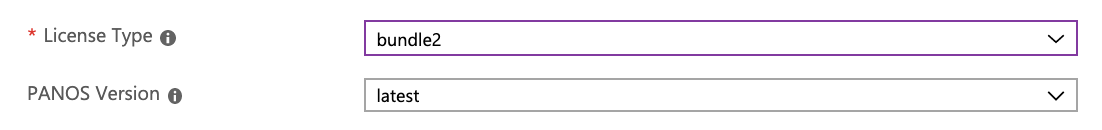 * License Type
bundle2
PANOS Version
latest